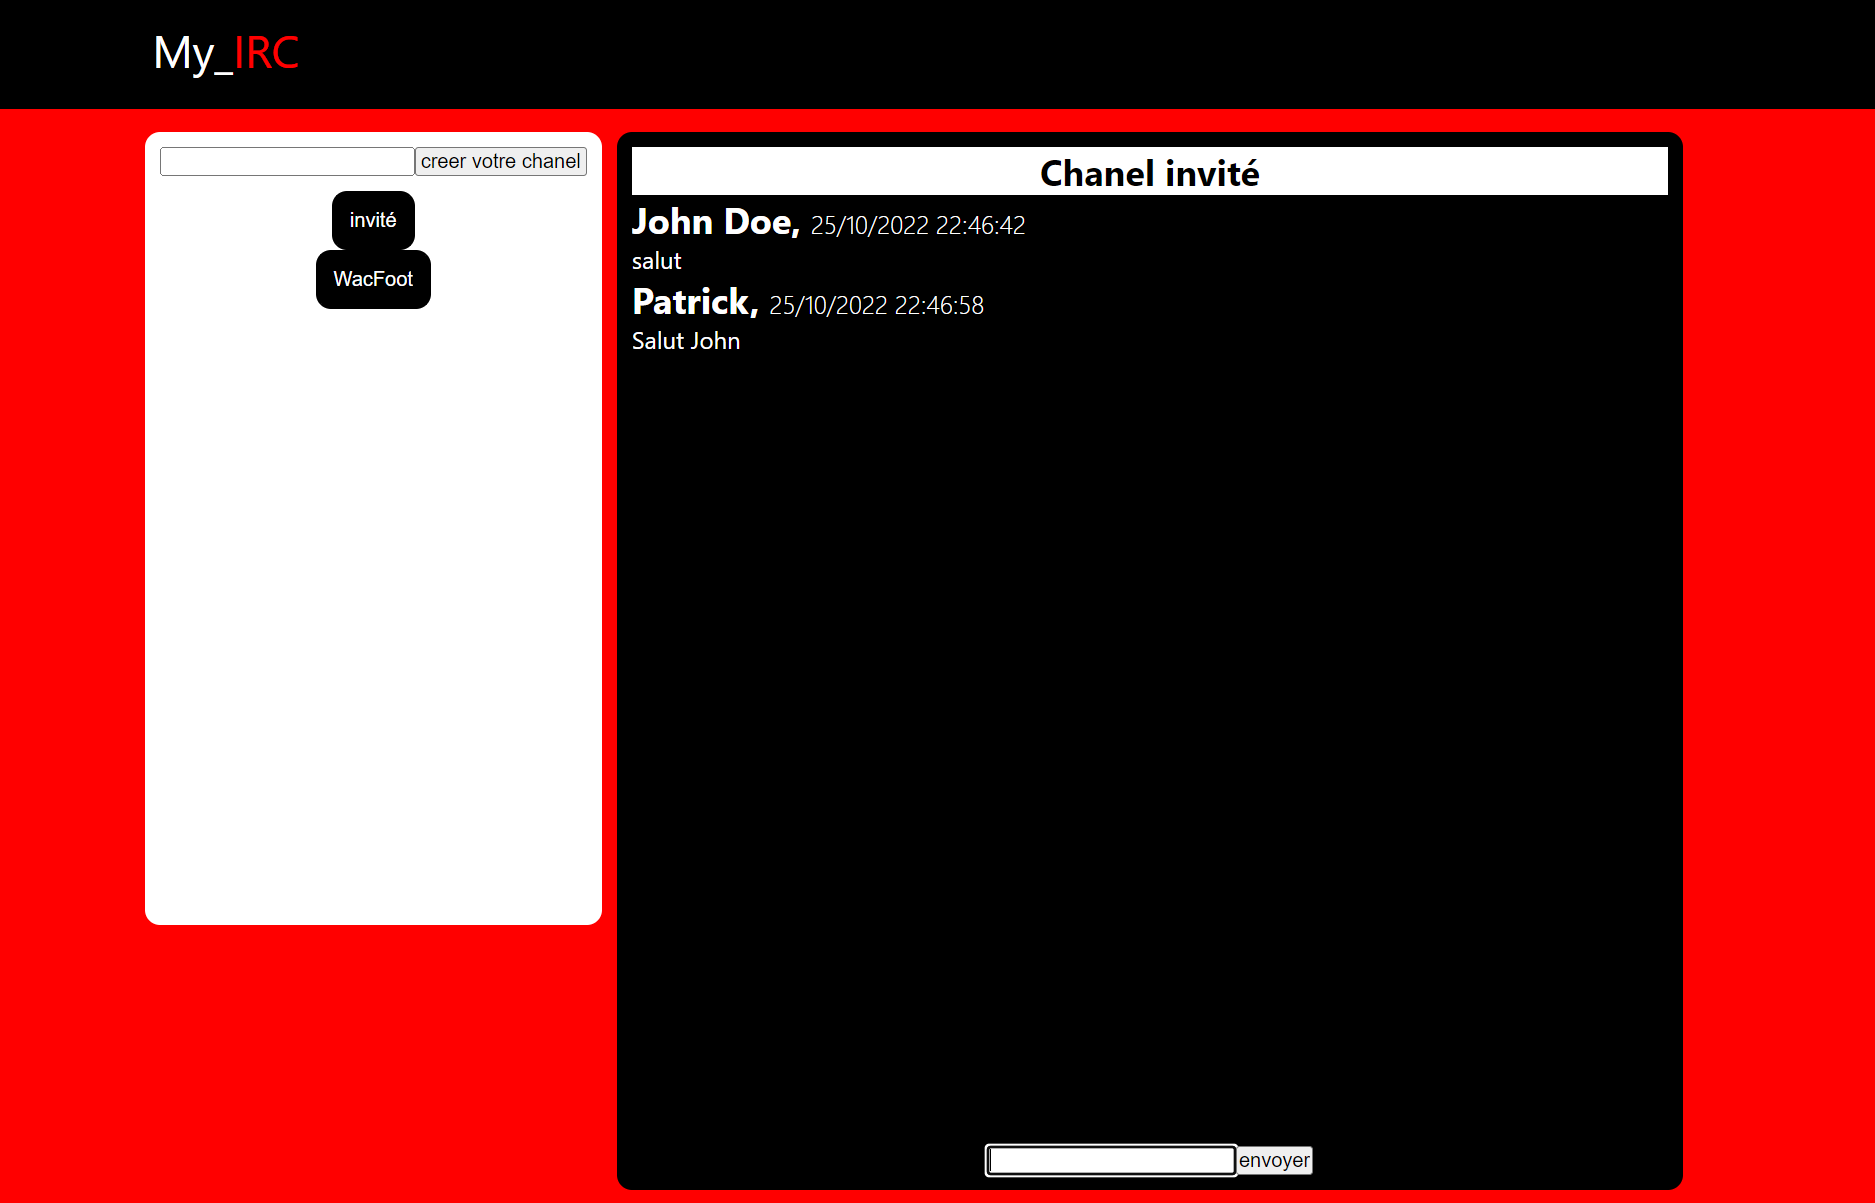 My_IRC
creer votre chanel
invité
WacFoot
Chanel invité
John Doe, 25/10/2022 22:46:42
salut
Patrick, 25/10/2022 22:46:58
Salut John
envoyer